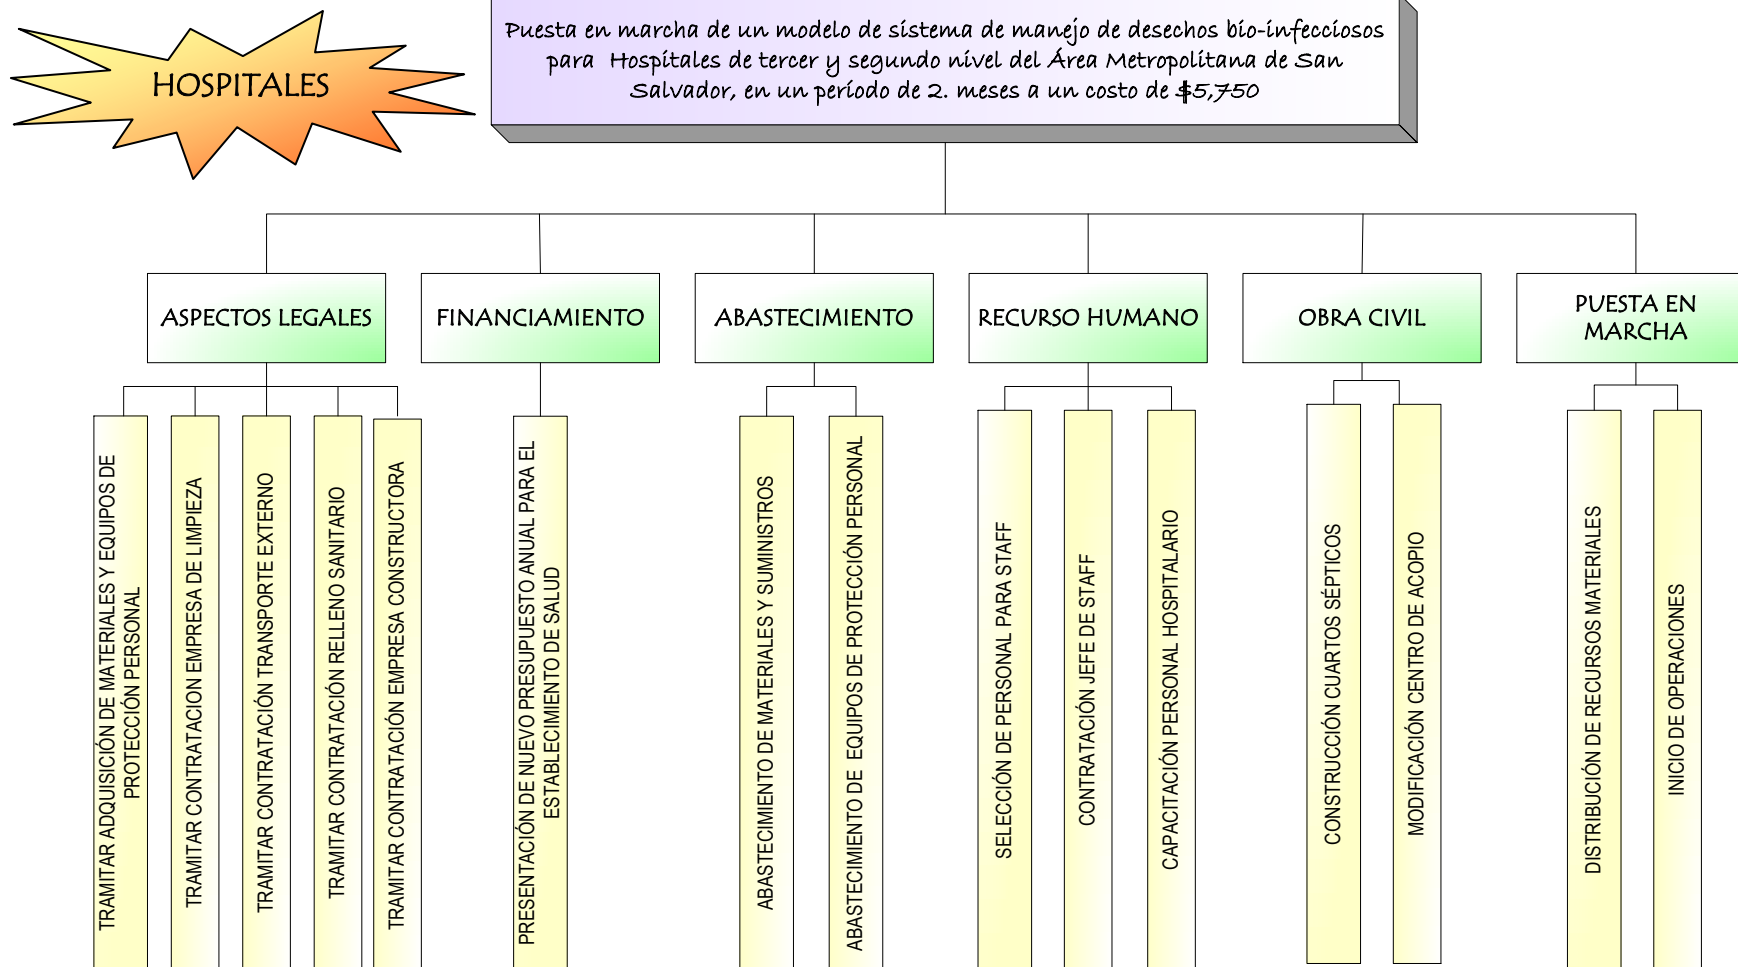 HOSPITALES
Puesta en marcha de un modelo de sistema de manejo de desechos bio-infecciosos
para Hospitales de tercer y segundo nivel del Área Metropolitana de San
Salvador, en un período de 2. meses a un costo de $5,750
ASPECTOS LEGALES
FINANCIAMIENTO
ABASTECIMIENTO
RECURSO HUMANO
OBRA CIVIL
PUESTA EN
MARCHA
TRAMITAR ADQUISICIÓN DE MATERIALES Y EQUIPOS DE
PROTECCIÓN PERSONAL
TRAMITAR CONTRATACION EMPRESA DE LIMPIEZA
TRAMITAR CONTRATACIÓN TRANSPORTE EXTERNO
TRAMITAR CONTRATACIÓN RELLENO SANITARIO
TRAMITAR CONTRATACIÓN EMPRESA CONSTRUCTORA
PRESENTACIÓN DE NUEVO PRESUPUESTO ANUAL PARA EL
ESTABLECIMIENTO DE SALUD
ABASTECIMIENTO DE MATERIALES Y SUMINISTROS
ABASTECIMIENTO DE EQUIPOS DE PROTECCIÓN PERSONAL
SELECCIÓN DE PERSONAL PARA STAFF
CONTRATACIÓN JEFE DE STAFF
CAPACITACIÓN PERSONAL HOSPITALARIO
CONSTRUCCIÓN CUARTOS SÉPTICOS
MODIFICACIÓN CENTRO DE ACOPIO
DISTRIBUCIÓN DE RECURSOS MATERIALES
INICIO DE OPERACIONES